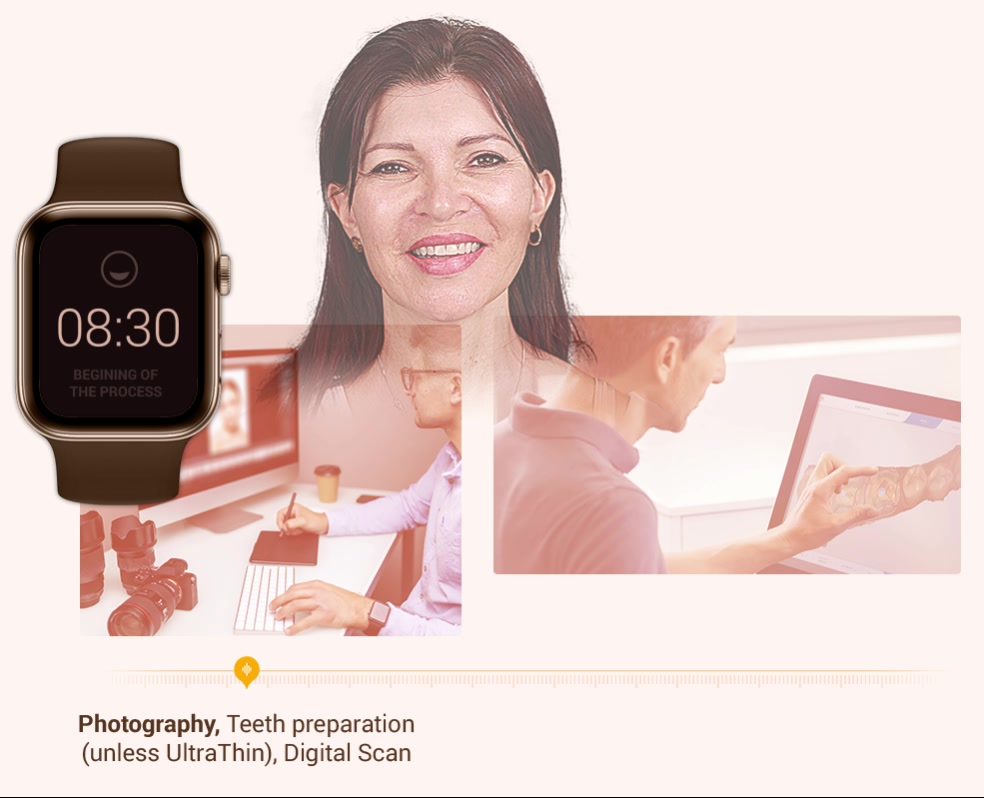 08:30
BEGINING OF
THE PROCESS
Photography, Teeth preparation
(unless UltraThin), Digital Scan